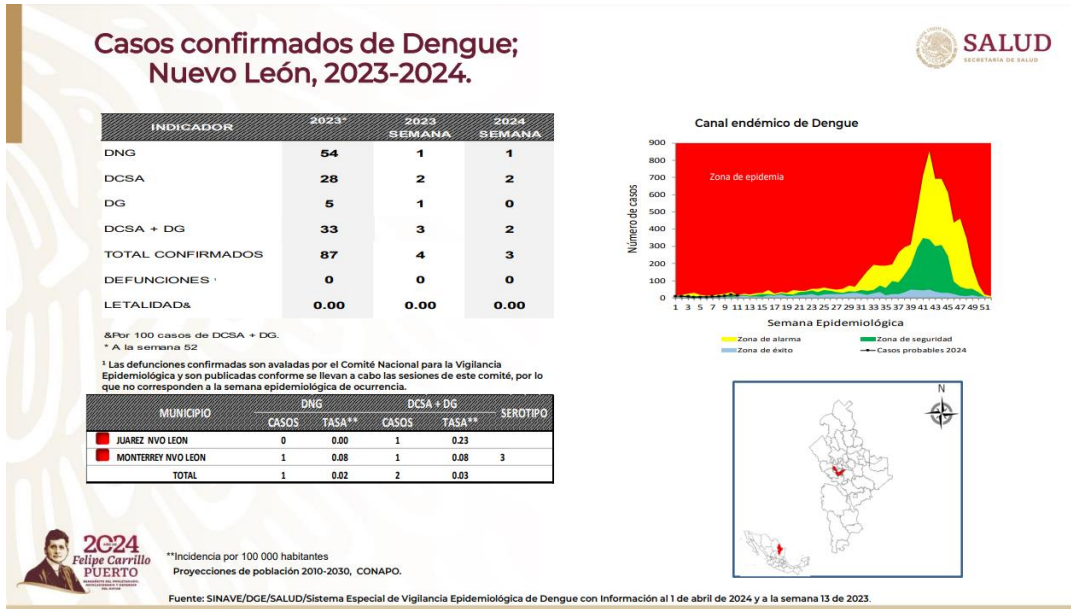 Casos confirmados de Dengue;
Nuevo León, 2023-2024.
SALUD
SECRETARÍA DE SALUD
INDICADOR 2023* 2023 SEMANA 2024 SEMANA
DNG 54 1 1
DCSA 28 2 2
DG 5 1 0
DCSA + DG 33 3 2
TOTAL CONFIRMADOS 87 4 3
DEFUNCIONES ¹ 0 0 0
LETALIDAD& 0.00 0.00 0.00
&Por 100 casos de DCSA + DG.
* A la semana 52
¹ Las defunciones confirmadas son avaladas por el Comité Nacional para la Vigilancia
Epidemiológica y son publicadas conforme se llevan a cabo las sesiones de este comité, por lo
que no corresponden a la semana epidemiológica de ocurrencia.
MUNICIPIO DNG DCSA + DG SEROTIPO
CASOS TASA** CASOS TASA**
JUAREZ NVO LEON 0 0.00 1 0.23
MONTERREY NVO LEON 1 0.08 1 0.08 3
TOTAL 1 0.02 2 0.03
Canal endémico de Dengue
Número de casos
900
800
700
600
500
400
300
200
100
0
Zona de epidemia
1 3 5 7 9 11 13 15 17 19 21 23 25 27 29 31 33 35 37 39 41 43 45 47 49 51
Semana Epidemiológica
Zona de alarma Zona de seguridad
Zona de éxito Casos probables 2024
N
2024
Felipe Carrillo
PUERTO
**Incidencia por 100 000 habitantes
Proyecciones de población 2010-2030, CONAPO.
Fuente: SINAVE/DGE/SALUD/Sistema Especial de Vigilancia Epidemiológica de Dengue con Información al 1 de abril de 2024 y a la semana 13 de 2023.